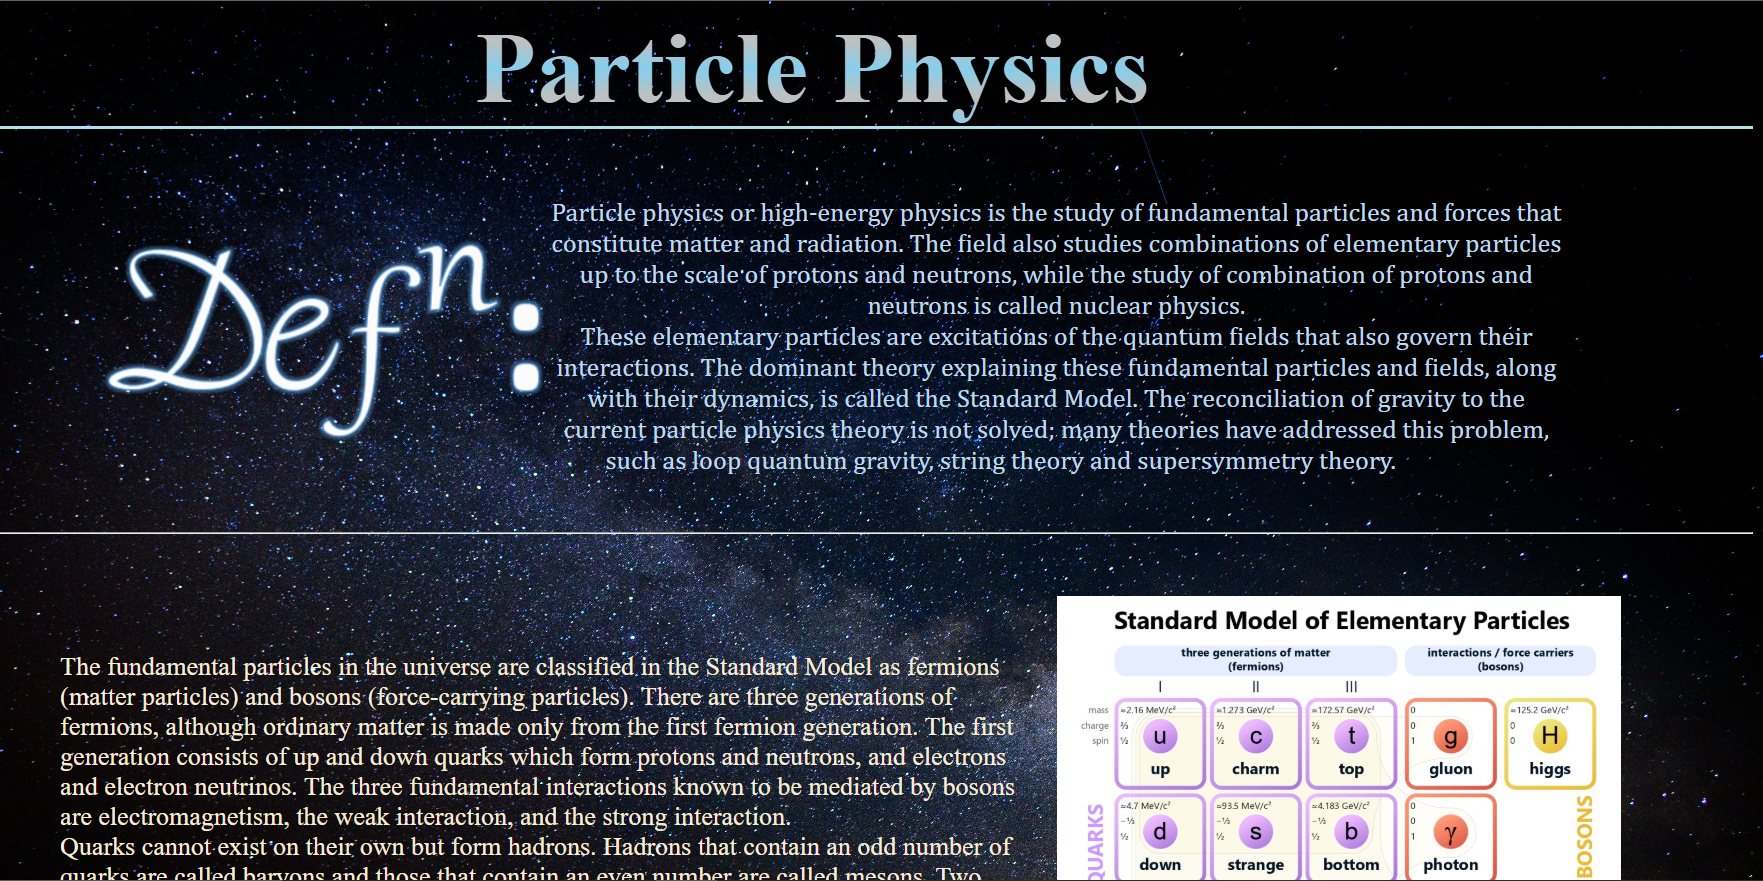 Particle Physics
Defⁿ:
Particle physics or high-energy physics is the study of fundamental particles and forces that
constitute matter and radiation. The field also studies combinations of elementary particles
up to the scale of protons and neutrons, while the study of combination of protons and
neutrons is called nuclear physics.
These elementary particles are excitations of the quantum fields that also govern their
interactions. The dominant theory explaining these fundamental particles and fields, along
with their dynamics, is called the Standard Model. The reconciliation of gravity to the
current particle physics theory is not solved; many theories have addressed this problem,
such as loop quantum gravity, string theory and supersymmetry theory.
The fundamental particles in the universe are classified in the Standard Model as fermions
(matter particles) and bosons (force-carrying particles). There are three generations of
fermions, although ordinary matter is made only from the first fermion generation. The first
generation consists of up and down quarks which form protons and neutrons, and electrons
and electron neutrinos. The three fundamental interactions known to be mediated by bosons
are electromagnetism, the weak interaction, and the strong interaction.
Quarks cannot exist on their own but form hadrons. Hadrons that contain an odd number of
quarks are called baryons and those that contain an even number are called mesons. Two
Standard Model of Elementary Particles
three generations of matter
(fermions)
interactions / force carriers
(bosons)
I II III
mass ≃2.16 MeV/c² ≃1.273 GeV/c² ≃172.57 GeV/c² 0 ≃125.2 GeV/c²
charge ⅔ ⅔ ⅔ 0 0
spin ½ ½ ½ 1 0
u c t g H
up charm top gluon higgs
≃4.7 MeV/c² ≃93.5 MeV/c² ≃4.183 GeV/c² 0
−⅓ −⅓ −⅓ 0
½ ½ ½ 1
d s b γ
down strange bottom photon
QUARKS
BOSONS